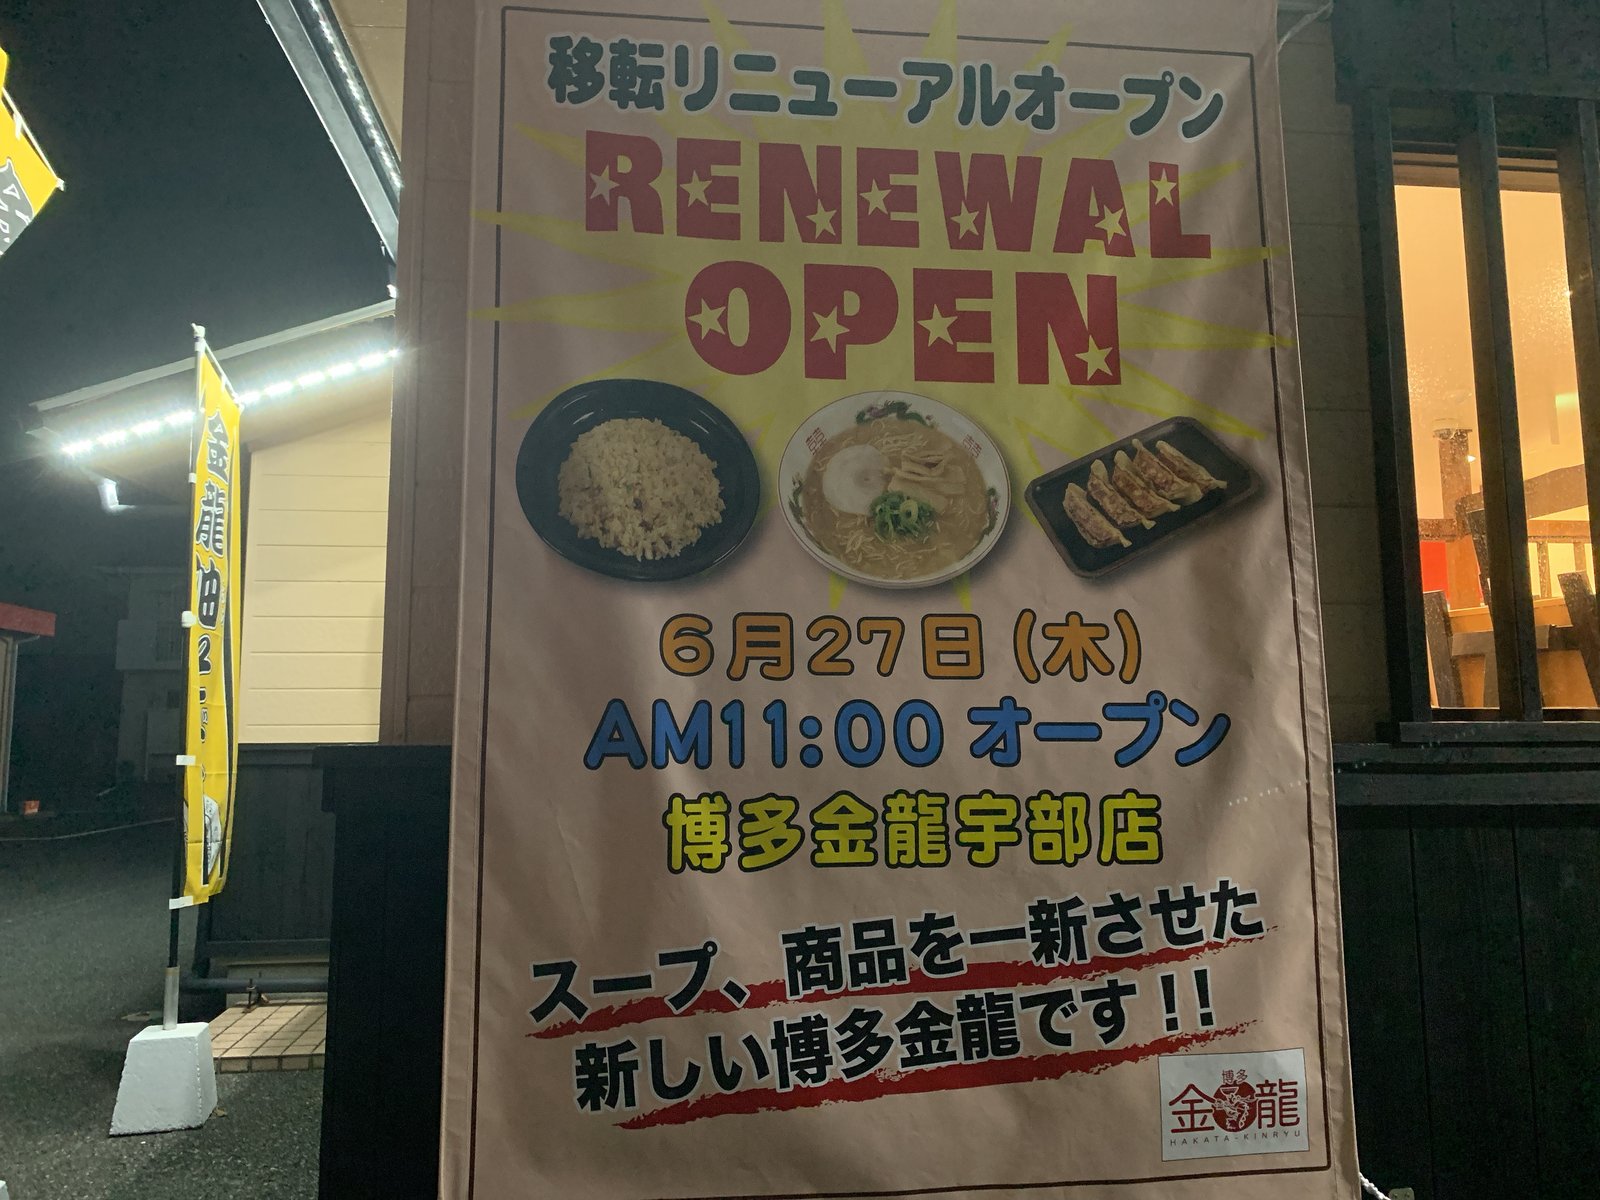 移転リニューアルオープン
RENEWAL
OPEN
6月27日(木)
AM11:00 オープン
博多金龍宇部店
スープ、商品を一新させた
新しい博多金龍です!!
博多
金龍
HAKATA-KINRYU
金龍